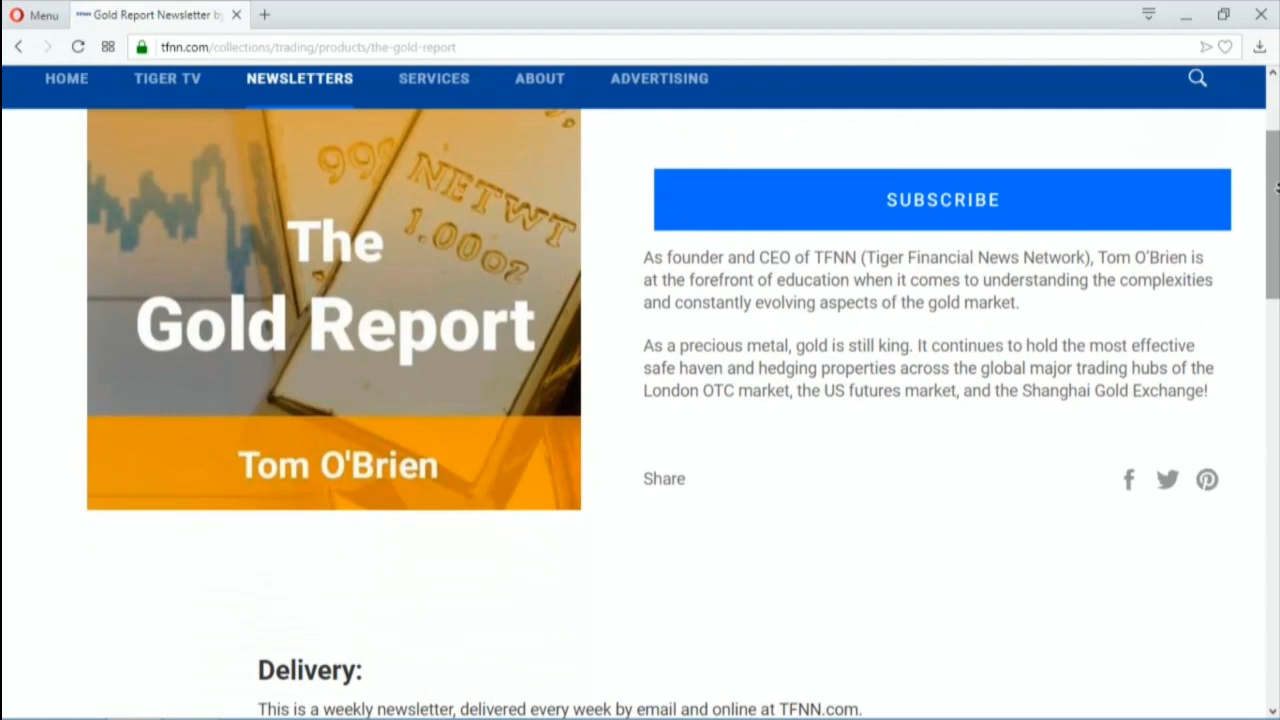 Menu
Gold Report Newsletter b
tfnn.com/collections/trading/products/the-gold-report
HOME TIGER TV NEWSLETTERS SERVICES ABOUT ADVERTISING
999
NETWT
1.00oz
The
Gold Report
Tom O'Brien
SUBSCRIBE
As founder and CEO of TFNN (Tiger Financial News Network), Tom O'Brien is
at the forefront of education when it comes to understanding the complexities
and constantly evolving aspects of the gold market.
As a precious metal, gold is still king. It continues to hold the most effective
safe haven and hedging properties across the global major trading hubs of the
London OTC market, the US futures market, and the Shanghai Gold Exchange!
Share
Delivery:
This is a weekly newsletter, delivered every week by email and online at TFNN.com.